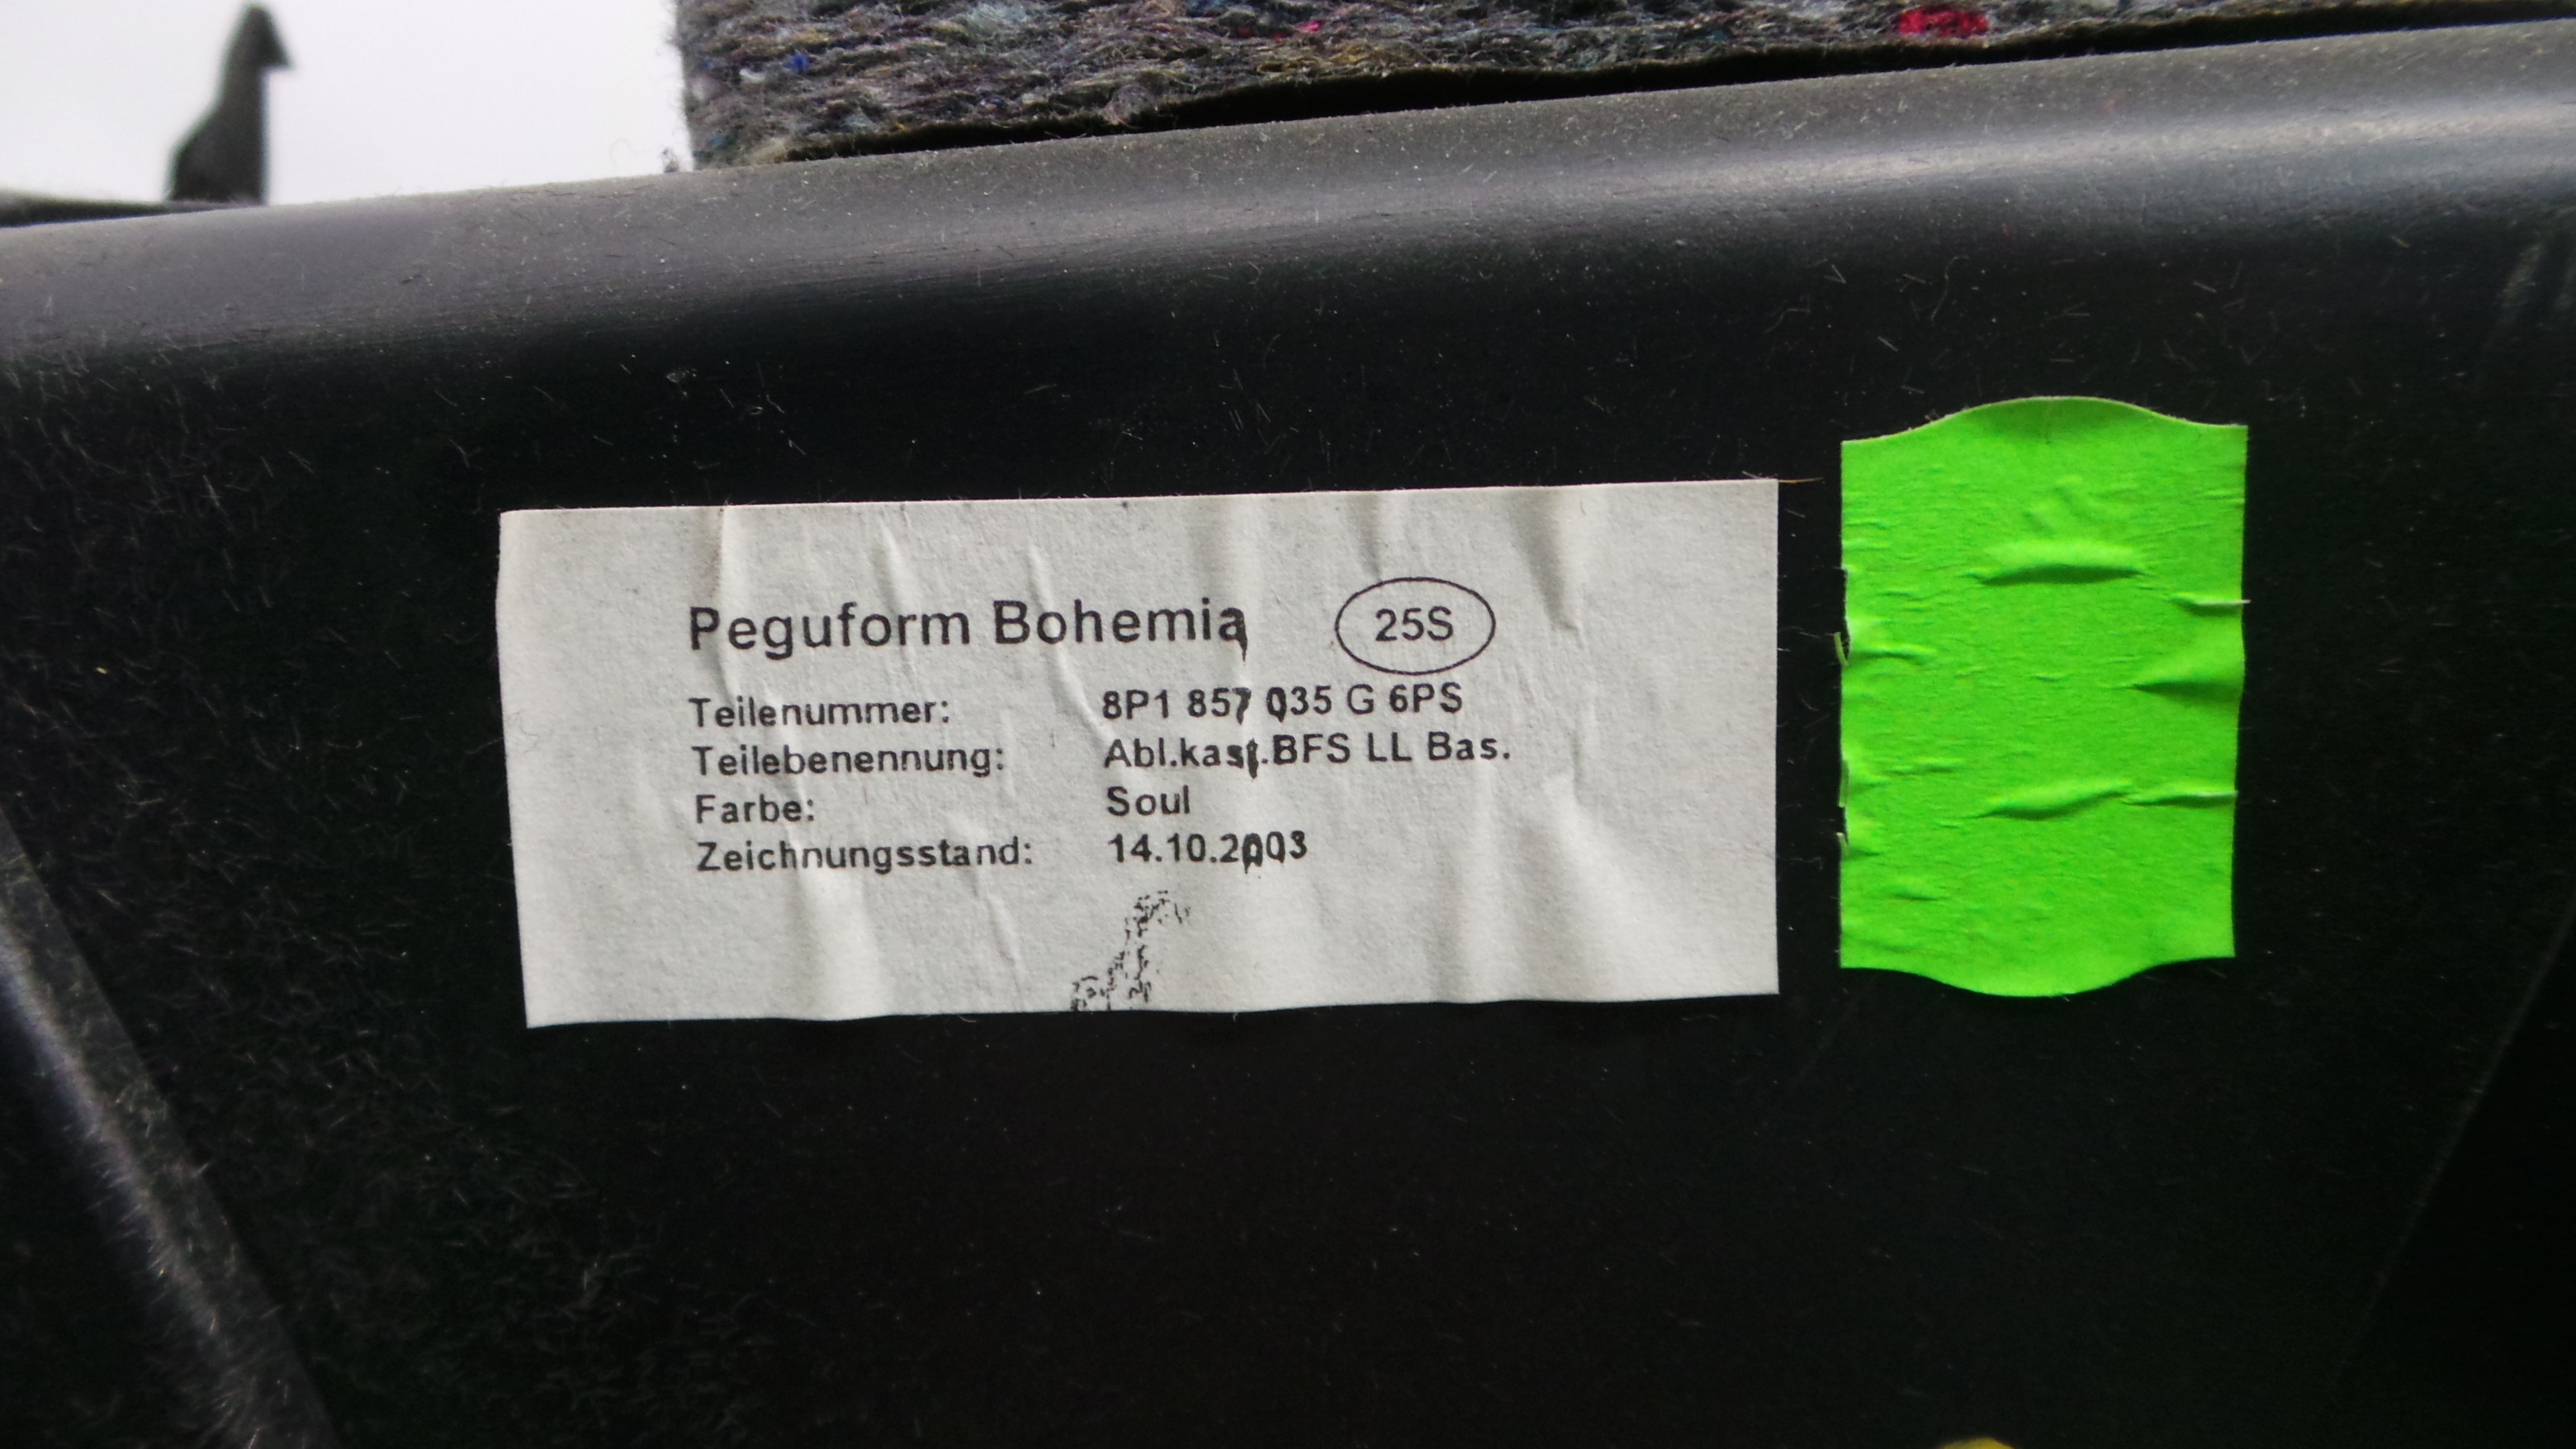 Peguform Bohemia 25S
Teilenummer: 8P1 857 035 G 6PS
Teilebenennung: Abl.kast.BFS LL Bas.
Farbe: Soul
Zeichnungsstand: 14.10.2003